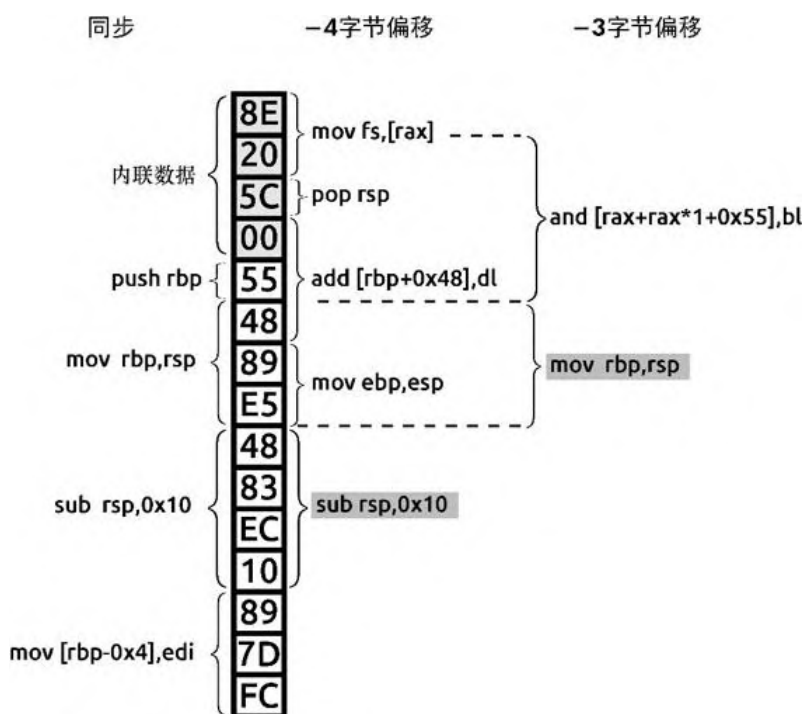 同步 –4字节偏移 –3字节偏移
8E
mov fs,[rax]
20
内联数据
5C pop rsp
00 and [rax+rax*1+0x55],bl
push rbp 55 add [rbp+0x48],dl
48
mov rbp,rsp 89 mov rbp,rsp
mov ebp,esp
E5
48
83
sub rsp,0x10 sub rsp,0x10
EC
10
89
mov [rbp-0x4],edi 7D
FC